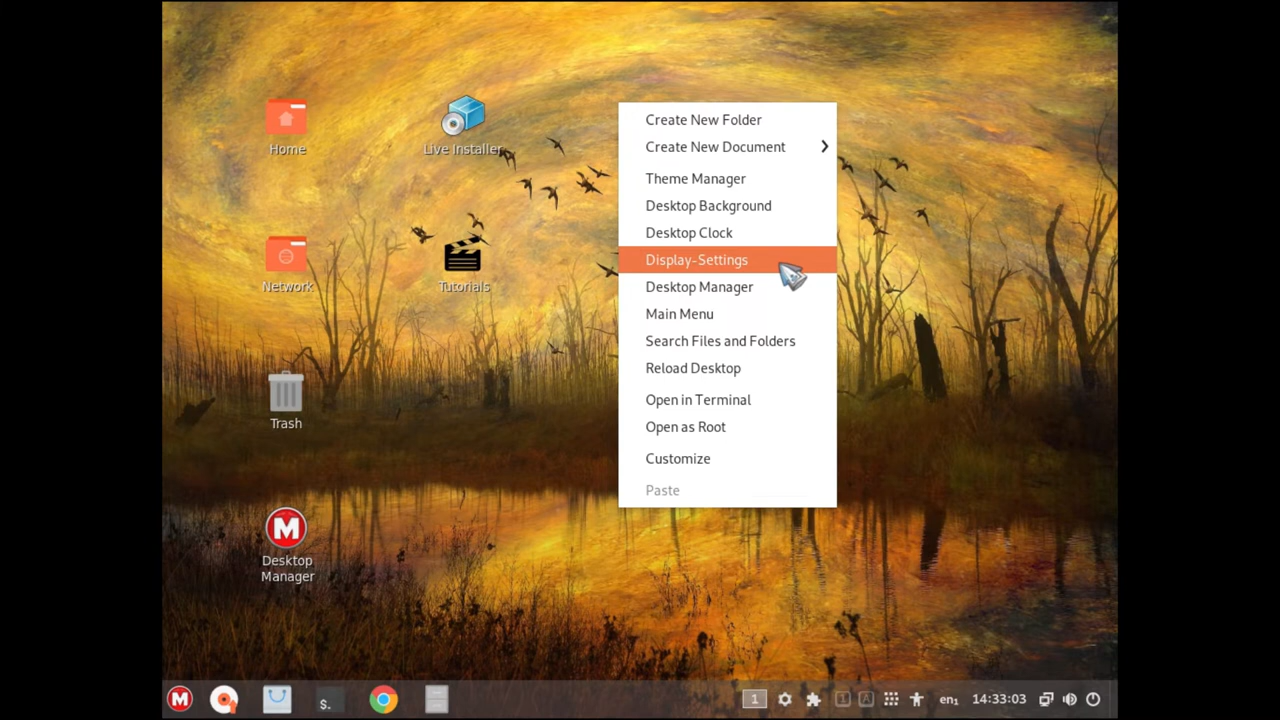 Home
Live Installer
Network
Tutorials
Trash
Desktop
Manager
Create New Folder
Create New Document
Theme Manager
Desktop Background
Desktop Clock
Display-Settings
Desktop Manager
Main Menu
Search Files and Folders
Reload Desktop
Open in Terminal
Open as Root
Customize
Paste
M
M
$.
1
1
A
en1
14:33:03